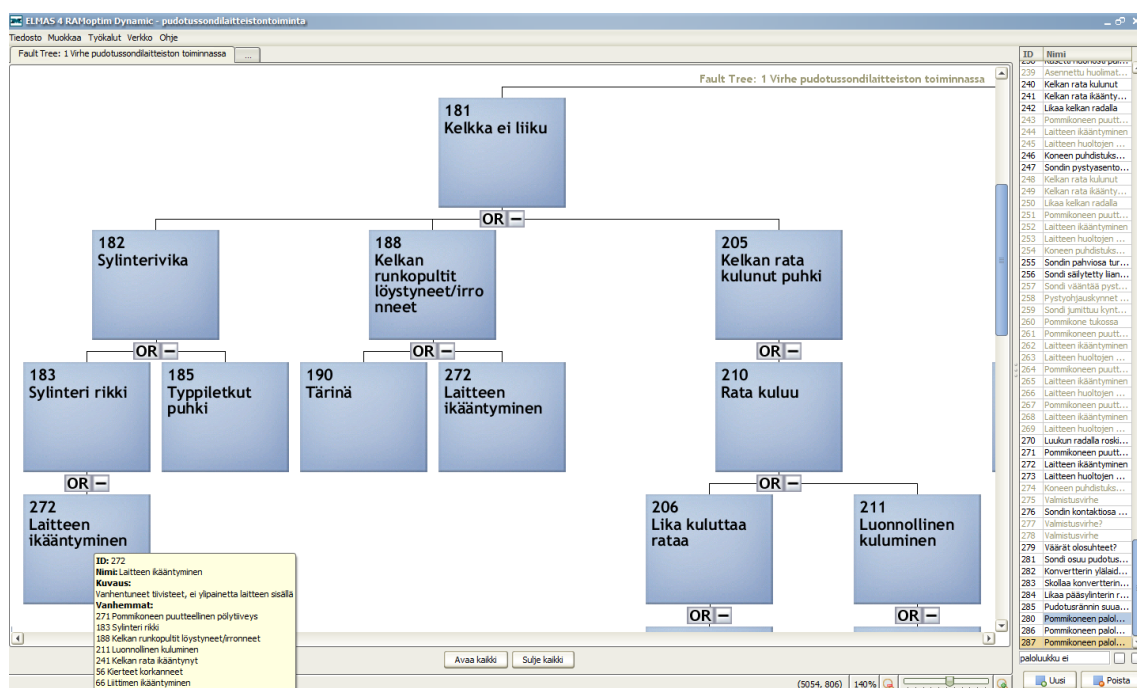 ELMAS 4 RAMoptim Dynamic - pudotussondilaitteistontoiminta
Tiedosto Muokkaa Työkalut Verkko Ohje
Fault Tree: 1 Virhe pudotussondilaitteiston toiminnassa ...
Fault Tree: 1 Virhe pudotussondilaitteiston toiminnassa
181
Kelkka ei liiku
OR
182
Sylinterivika
188
Kelkan
runkopultit
löystyneet/irro
nneet
205
Kelkan rata
kulunut puhki
OR
OR
OR
183
Sylinteri rikki
185
Typpiletkut
puhki
190
Tärinä
272
Laitteen
ikääntyminen
210
Rata kuluu
OR
OR
272
Laitteen
ikääntyminen
206
Lika kuluttaa
rataa
211
Luonnollinen
kuluminen
OR
OR
ID: 272
Nimi: Laitteen ikääntyminen
Kuvaus:
Vanhentuneet tiivisteet, ei ylipainetta laitteen sisällä
Vanhemmat:
271 Pommikoneen puutteellinen pölytiiveys
183 Sylinteri rikki
188 Kelkan runkopultit löystyneet/irronneet
211 Luonnollinen kuluminen
241 Kelkan rata ikääntynyt
56 Kierteet korkanneet
66 Liittimen ikääntyminen
Avaa kaikki Sulje kaikki
(5054, 806) 140%
ID Nimi
239 Asennettu huolimat...
240 Kelkan rata kulunut
241 Kelkan rata ikäänty...
242 Likaa kelkan radalla
243 Pommikoneen puutt...
244 Laitteen ikääntyminen
245 Laitteen huoltojen ...
246 Koneen puhdistuks...
247 Sondin pystyasento...
248 Kelkan rata kulunut
249 Kelkan rata ikäänty...
250 Likaa kelkan radalla
251 Pommikoneen puutt...
252 Laitteen ikääntyminen
253 Laitteen huoltojen ...
254 Koneen puhdistuks...
255 Sondin pahviosa tur...
256 Sondi säilytetty liian...
257 Sondi vääntää pyst...
258 Pystyohjauskynnet ...
259 Sondi jumittuu kynt...
260 Pommikone tukossa
261 Pommikoneen puutt...
262 Laitteen ikääntyminen
263 Laitteen huoltojen ...
264 Pommikoneen puutt...
265 Laitteen ikääntyminen
266 Laitteen huoltojen ...
267 Pommikoneen puutt...
268 Laitteen ikääntyminen
269 Laitteen huoltojen ...
270 Luukun radalla roski...
271 Pommikoneen puutt...
272 Laitteen ikääntyminen
273 Laitteen huoltojen ...
274 Koneen puhdistuks...
275 Valmistusvirhe
276 Sondin kontaktiosa ...
277 Valmistusvirhe?
278 Valmistusvirhe
279 Väärät olosuhteet?
281 Sondi osuu pudotus...
282 Konvertterin ylälaid...
283 Skollaa konvertterin...
284 Likaa pääsylinterin r...
285 Pudotusrännin suua...
280 Pommikoneen palol...
286 Pommikoneen palol...
287 Pommikoneen palol...
paloluukku ei
Uusi Poista